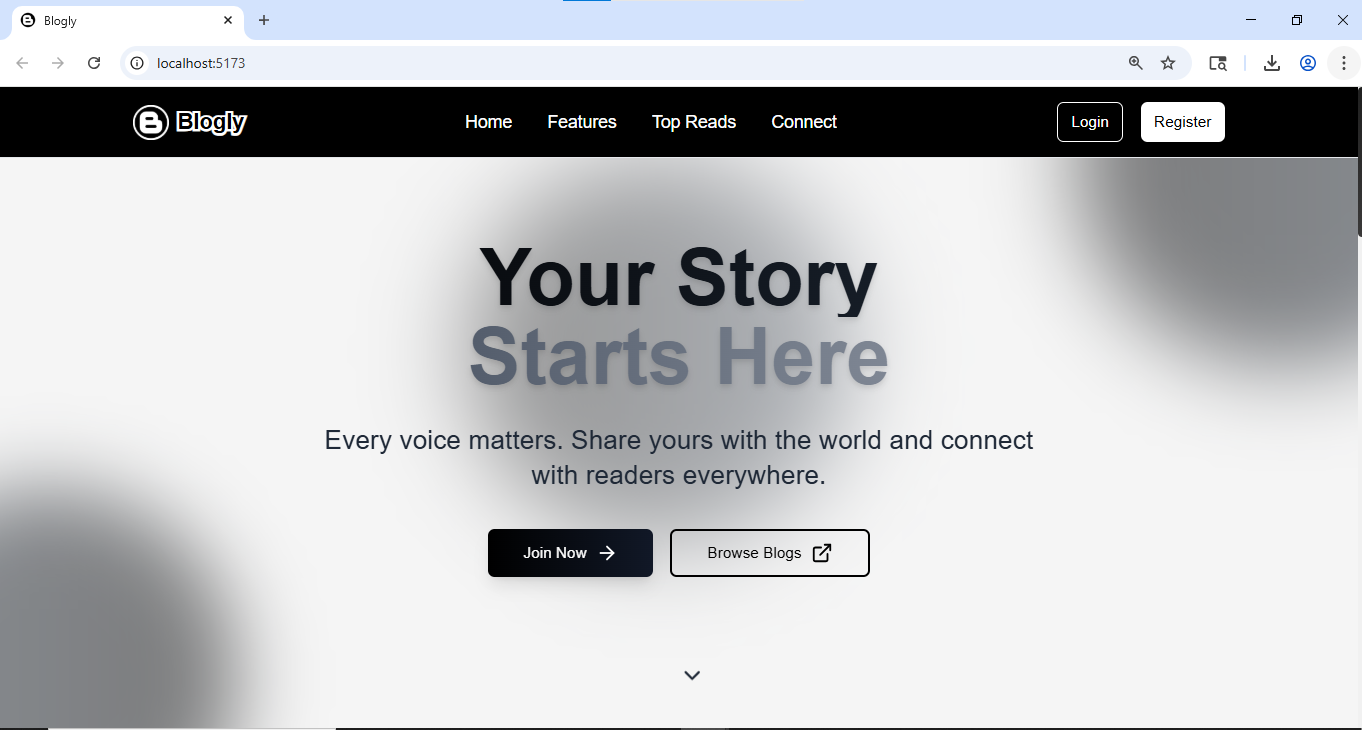 Blogly
localhost:5173
Blogly
Home Features Top Reads Connect Login Register
Your Story
Starts Here
Every voice matters. Share yours with the world and connect
with readers everywhere.
Join Now Browse Blogs